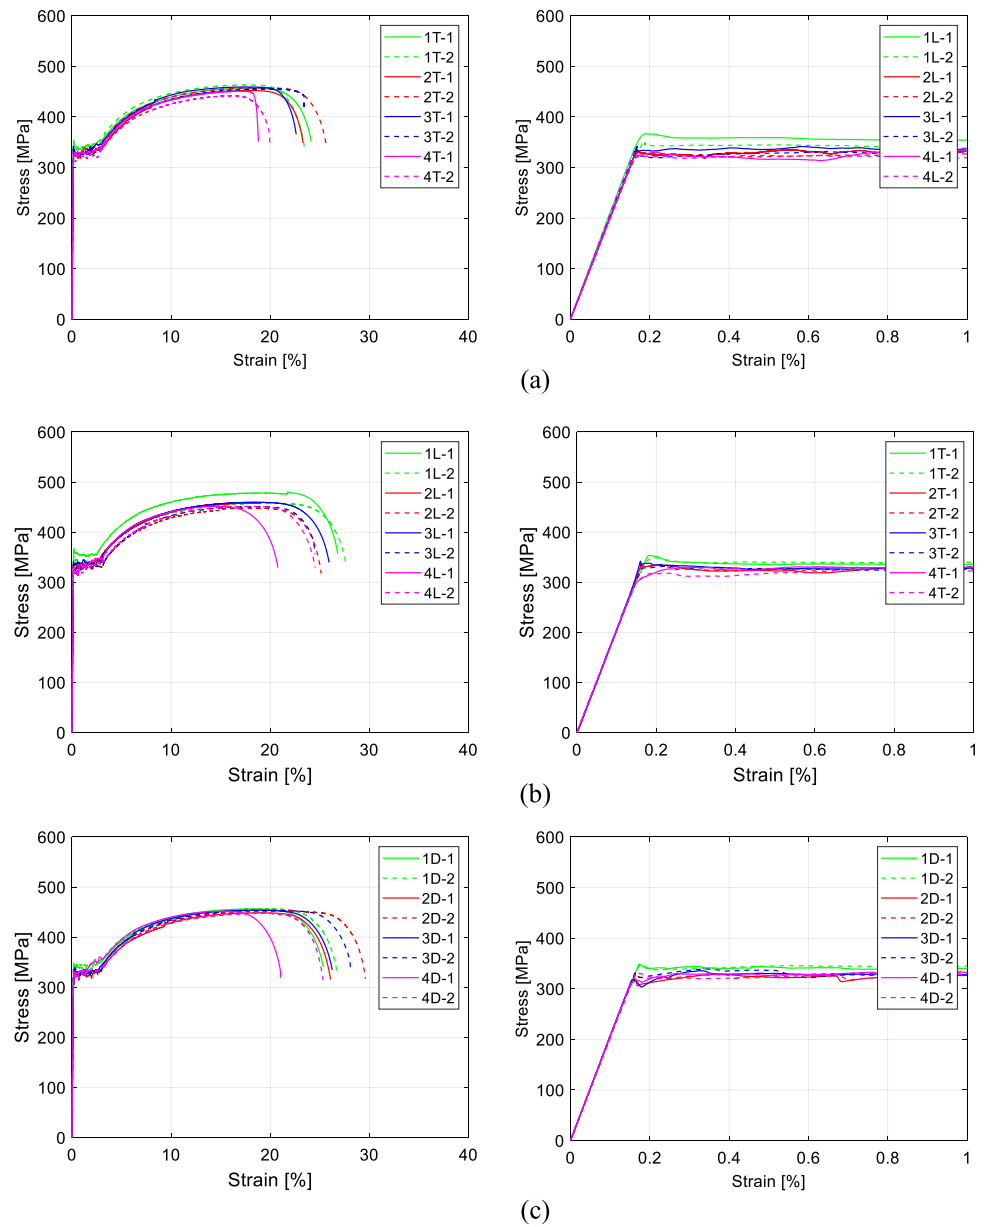 600
500
400
300
200
100
0
Stress [MPa]
0 10 20 30 40
Strain [%]
1T-1
1T-2
2T-1
2T-2
3T-1
3T-2
4T-1
4T-2
600
500
400
300
200
100
0
Stress [MPa]
0 0.2 0.4 0.6 0.8 1
Strain [%]
1L-1
1L-2
2L-1
2L-2
3L-1
3L-2
4L-1
4L-2
(a)
600
500
400
300
200
100
0
Stress [MPa]
0 10 20 30 40
Strain [%]
1L-1
1L-2
2L-1
2L-2
3L-1
3L-2
4L-1
4L-2
600
500
400
300
200
100
0
Stress [MPa]
0 0.2 0.4 0.6 0.8 1
Strain [%]
1T-1
1T-2
2T-1
2T-2
3T-1
3T-2
4T-1
4T-2
(b)
600
500
400
300
200
100
0
Stress [MPa]
0 10 20 30 40
Strain [%]
1D-1
1D-2
2D-1
2D-2
3D-1
3D-2
4D-1
4D-2
600
500
400
300
200
100
0
Stress [MPa]
0 0.2 0.4 0.6 0.8 1
Strain [%]
1D-1
1D-2
2D-1
2D-2
3D-1
3D-2
4D-1
4D-2
(c)